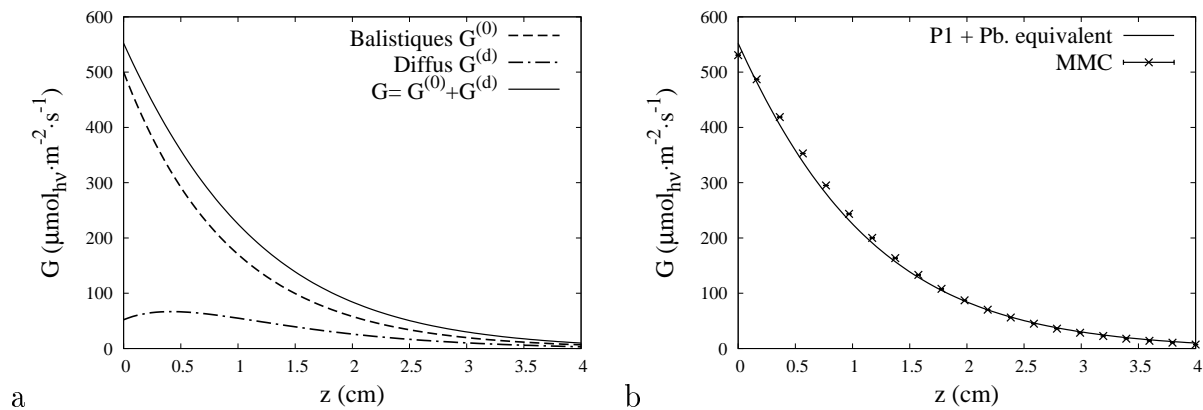 600
500
400
300
200
100
0
G (μmol_hν·m^-2·s^-1)
Balistiques G^(0)
Diffus G^(d)
G= G^(0)+G^(d)
0 0.5 1 1.5 2 2.5 3 3.5 4
z (cm)
a
600
500
400
300
200
100
0
G (μmol_hν·m^-2·s^-1)
P1 + Pb. equivalent
MMC
0 0.5 1 1.5 2 2.5 3 3.5 4
z (cm)
b